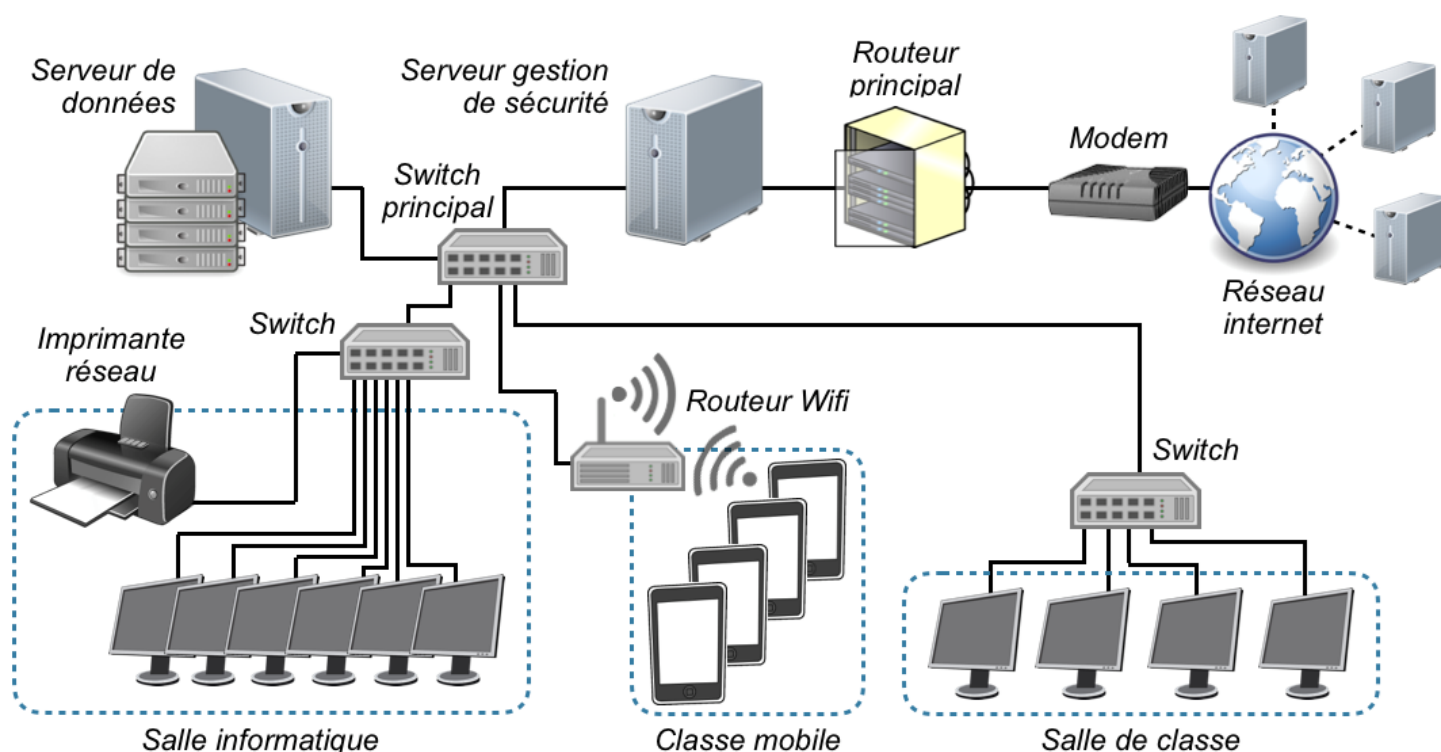 Serveur de
données
Serveur gestion
de sécurité
Routeur
principal
Modem
Switch
principal
Réseau
internet
Switch
Imprimante
réseau
Routeur Wifi
Switch
Salle informatique
Classe mobile
Salle de classe